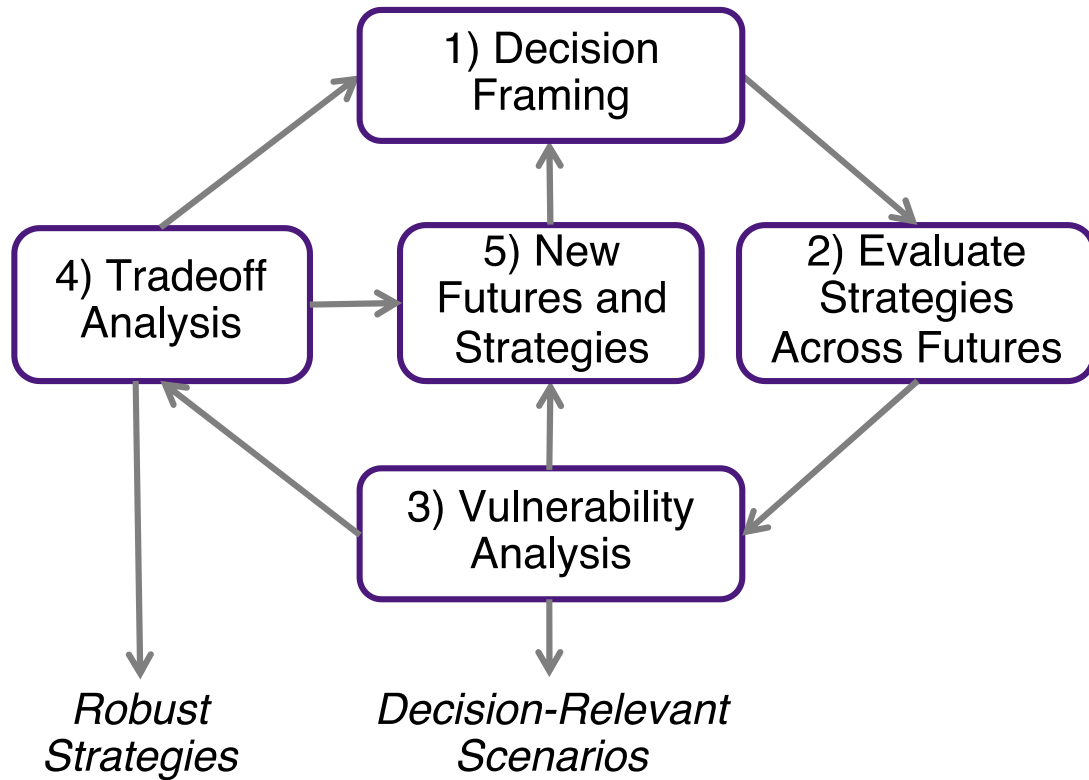 1) Decision
Framing
4) Tradeoff
Analysis
5) New
Futures and
Strategies
2) Evaluate
Strategies
Across Futures
3) Vulnerability
Analysis
Robust
Strategies
Decision-Relevant
Scenarios